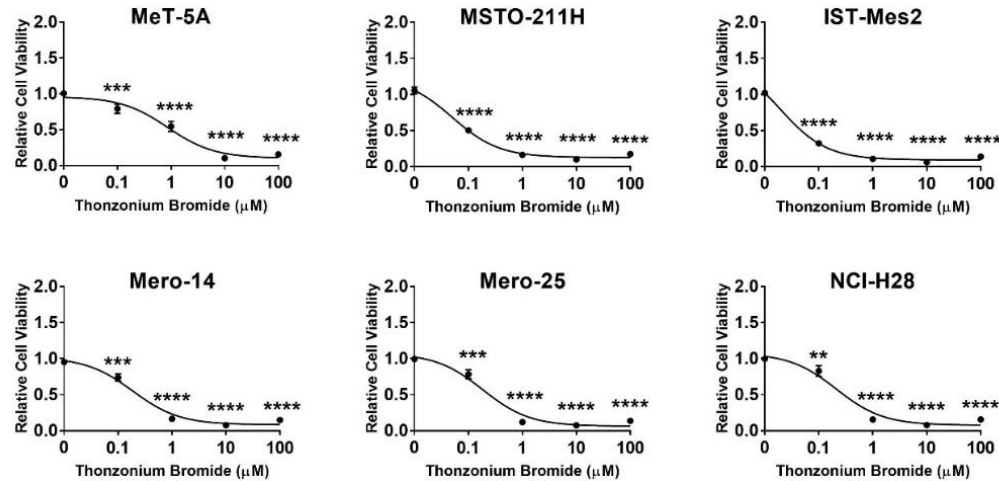 MeT-5A
Relative Cell Viability
2.0
1.5
1.0
0.5
0.0
***
****
****
****
0 0.1 1 10 100
Thonzonium Bromide (μM)
MSTO-211H
Relative Cell Viability
2.0
1.5
1.0
0.5
0.0
****
****
****
****
0 0.1 1 10 100
Thonzonium Bromide (μM)
IST-Mes2
Relative Cell Viability
2.0
1.5
1.0
0.5
0.0
****
****
****
****
0 0.1 1 10 100
Thonzonium Bromide (μM)
Mero-14
Relative Cell Viability
2.0
1.5
1.0
0.5
0.0
***
****
****
****
0 0.1 1 10 100
Thonzonium Bromide (μM)
Mero-25
Relative Cell Viability
2.0
1.5
1.0
0.5
0.0
***
****
****
****
0 0.1 1 10 100
Thonzonium Bromide (μM)
NCI-H28
Relative Cell Viability
2.0
1.5
1.0
0.5
0.0
**
****
****
****
0 0.1 1 10 100
Thonzonium Bromide (μM)